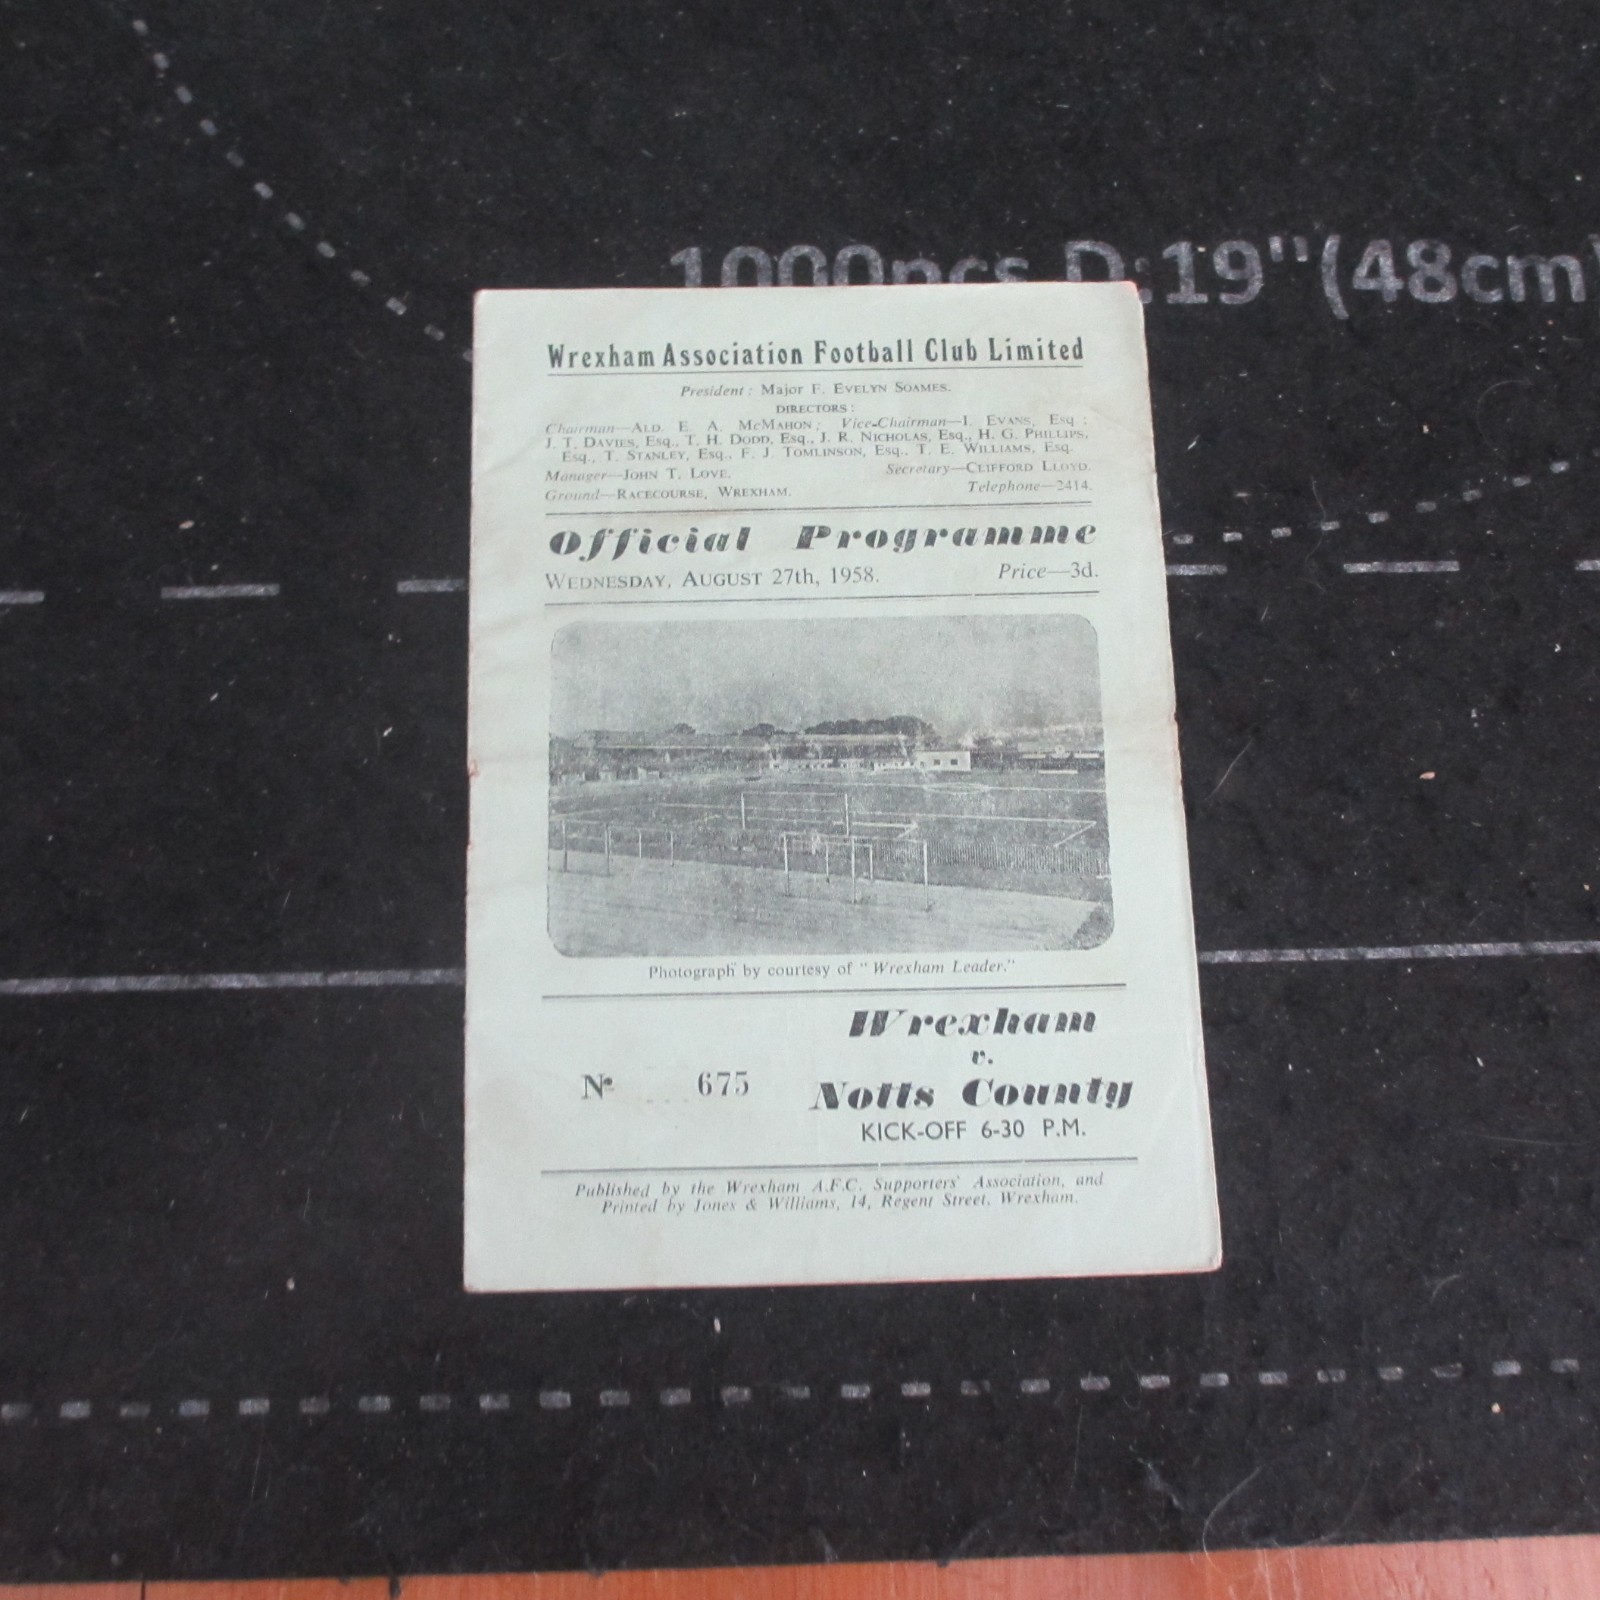 1000pcs D:19"(48cm)
Wrexham Association Football Club Limited
President: Major F. EVELYN SOAMES.
DIRECTORS:
Chairman—ALD. E. A. MCMAHON; Vice-Chairman—I. EVANS, Esq:
J. T. DAVIES, Esq., T. H. DODD, Esq., J. R. NICHOLAS, Esq., H. G. PHILLIPS,
Esq., T. STANLEY, Esq., F. J. TOMLINSON, Esq., T. E. WILLIAMS, Esq.
Manager—JOHN T. LOVE. Secretary—CLIFFORD LLOYD.
Ground—RACECOURSE, WREXHAM. Telephone—2414.
Official Programme
WEDNESDAY, AUGUST 27th, 1958. Price—3d.
Photograph by courtesy of "Wrexham Leader."
Wrexham
v.
Nº 675
Notts County
KICK-OFF 6-30 P.M.
Published by the Wrexham A.F.C. Supporters' Association, and
Printed by Jones & Williams, 14, Regent Street, Wrexham.